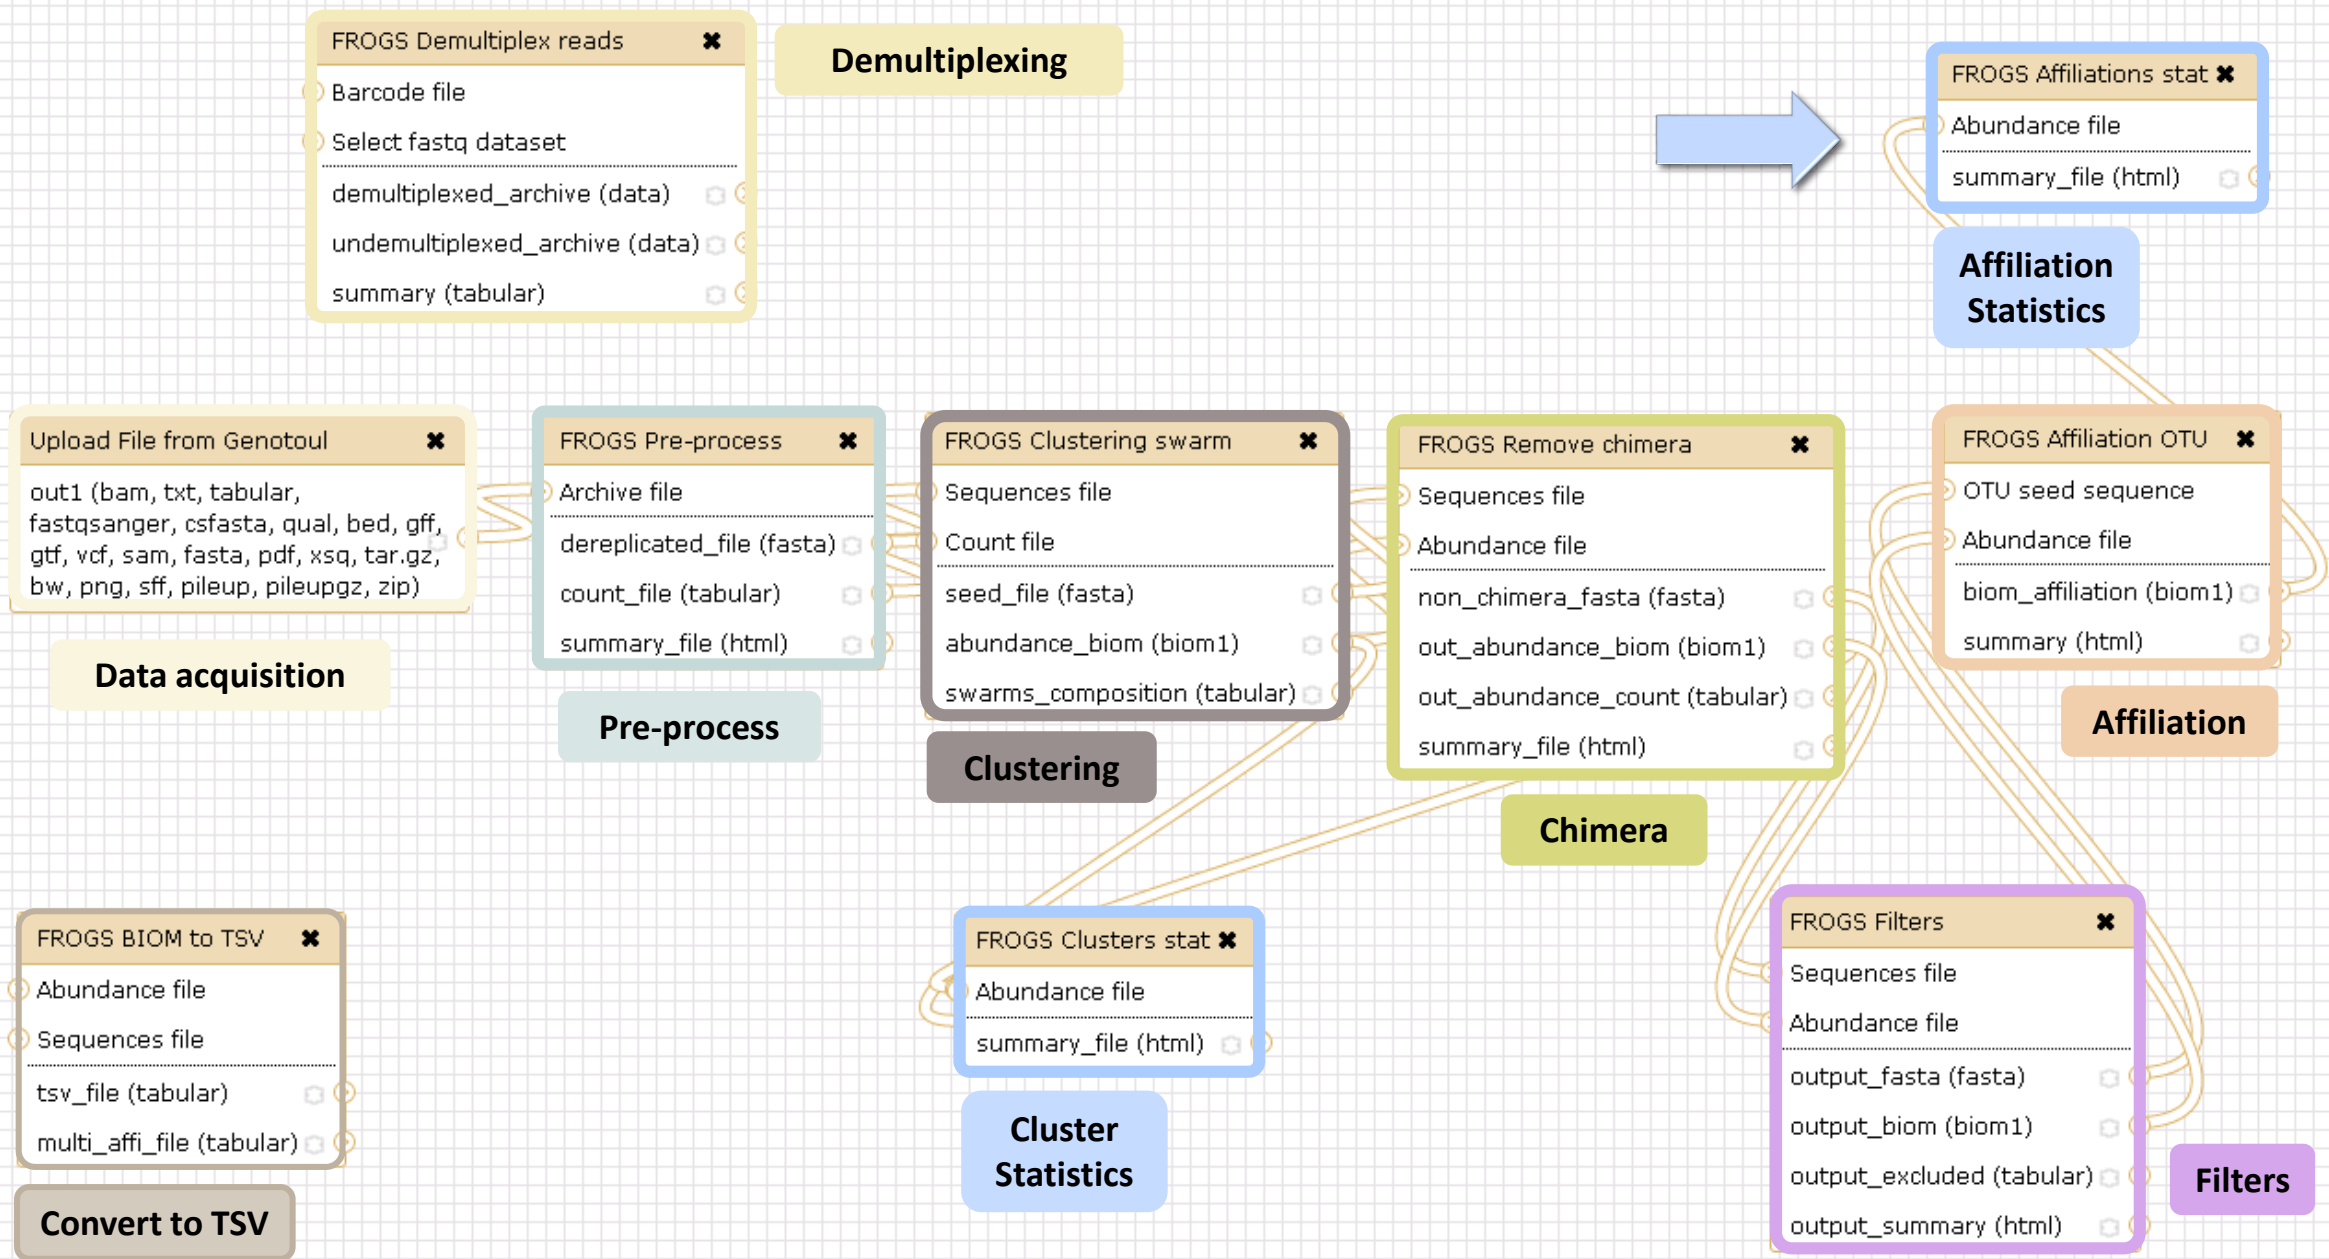 FROGS Demultiplex reads
Barcode file
Select fastq dataset
demultiplexed_archive (data)
undemultiplexed_archive (data)
summary (tabular)
Demultiplexing
FROGS Affiliations stat
Abundance file
summary_file (html)
Affiliation
Statistics
Upload File from Genotoul
out1 (bam, txt, tabular,
fastqsanger, csfasta, qual, bed, gff,
gtf, vcf, sam, fasta, pdf, xsq, tar.gz,
bw, png, sff, pileup, pileupgz, zip)
Data acquisition
FROGS Pre-process
Archive file
dereplicated_file (fasta)
count_file (tabular)
summary_file (html)
Pre-process
FROGS Clustering swarm
Sequences file
Count file
seed_file (fasta)
abundance_biom (biom1)
swarms_composition (tabular)
Clustering
FROGS Remove chimera
Sequences file
Abundance file
non_chimera_fasta (fasta)
out_abundance_biom (biom1)
out_abundance_count (tabular)
summary_file (html)
Chimera
FROGS Affiliation OTU
OTU seed sequence
Abundance file
biom_affiliation (biom1)
summary (html)
Affiliation
FROGS BIOM to TSV
Abundance file
Sequences file
tsv_file (tabular)
multi_affi_file (tabular)
Convert to TSV
FROGS Clusters stat
Abundance file
summary_file (html)
Cluster
Statistics
FROGS Filters
Sequences file
Abundance file
output_fasta (fasta)
output_biom (biom1)
output_excluded (tabular)
output_summary (html)
Filters